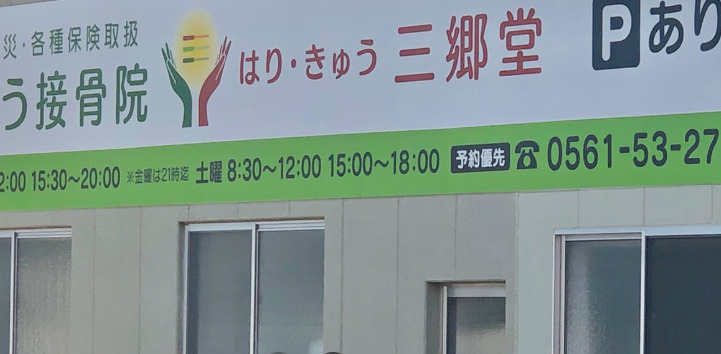 災・各種保険取扱
う接骨院 はり・きゅう 三郷堂 P あり
2:00 15:30～20:00 ※金曜は21時迄 土曜 8:30～12:00 15:00～18:00 予約優先 ☎ 0561-53-27